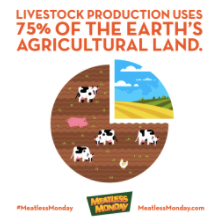 LIVESTOCK PRODUCTION USES
75% OF THE EARTH'S
AGRICULTURAL LAND.
#MeatlessMonday
MEATLESS
MONDAY
MeatlessMonday.com